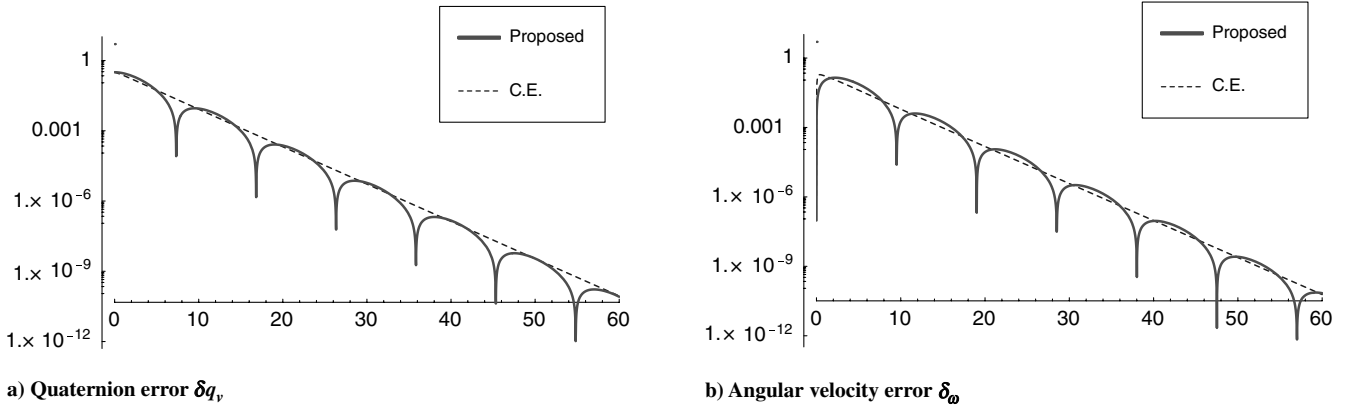 Proposed
C.E.
1
0.001
1.× 10⁻⁶
1.× 10⁻⁹
1.× 10⁻¹²
0 10 20 30 40 50 60
a) Quaternion error δqᵥ
Proposed
C.E.
1
0.001
1.× 10⁻⁶
1.× 10⁻⁹
1.× 10⁻¹²
0 10 20 30 40 50 60
b) Angular velocity error δ_ω